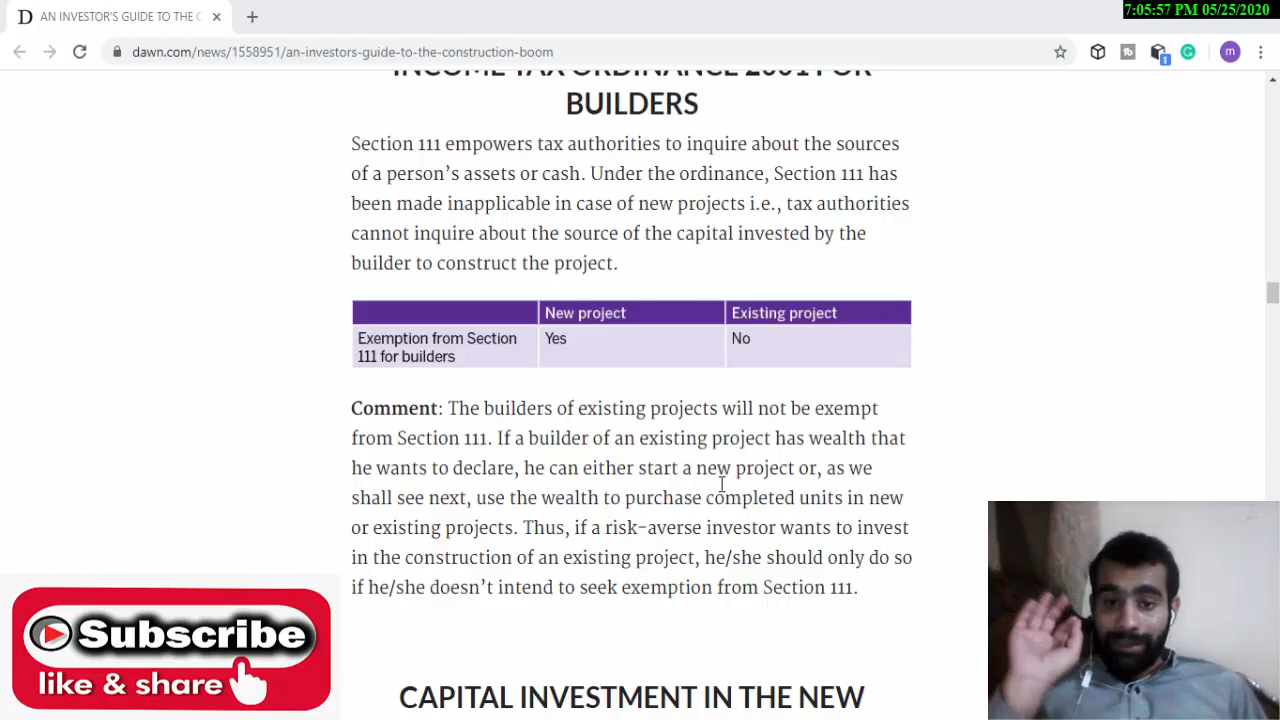 7:05:57 PM 05/25/2020
AN INVESTOR'S GUIDE TO THE C
dawn.com/news/1558951/an-investors-guide-to-the-construction-boom
1
m
INCOME TAX ORDINANCE 2001 FOR
BUILDERS
Section 111 empowers tax authorities to inquire about the sources
of a person's assets or cash. Under the ordinance, Section 111 has
been made inapplicable in case of new projects i.e., tax authorities
cannot inquire about the source of the capital invested by the
builder to construct the project.
New project Existing project
Exemption from Section Yes No
111 for builders
Comment: The builders of existing projects will not be exempt
from Section 111. If a builder of an existing project has wealth that
he wants to declare, he can either start a new project or, as we
shall see next, use the wealth to purchase completed units in new
or existing projects. Thus, if a risk-averse investor wants to invest
in the construction of an existing project, he/she should only do so
if he/she doesn't intend to seek exemption from Section 111.
Subscribe
like & share
CAPITAL INVESTMENT IN THE NEW